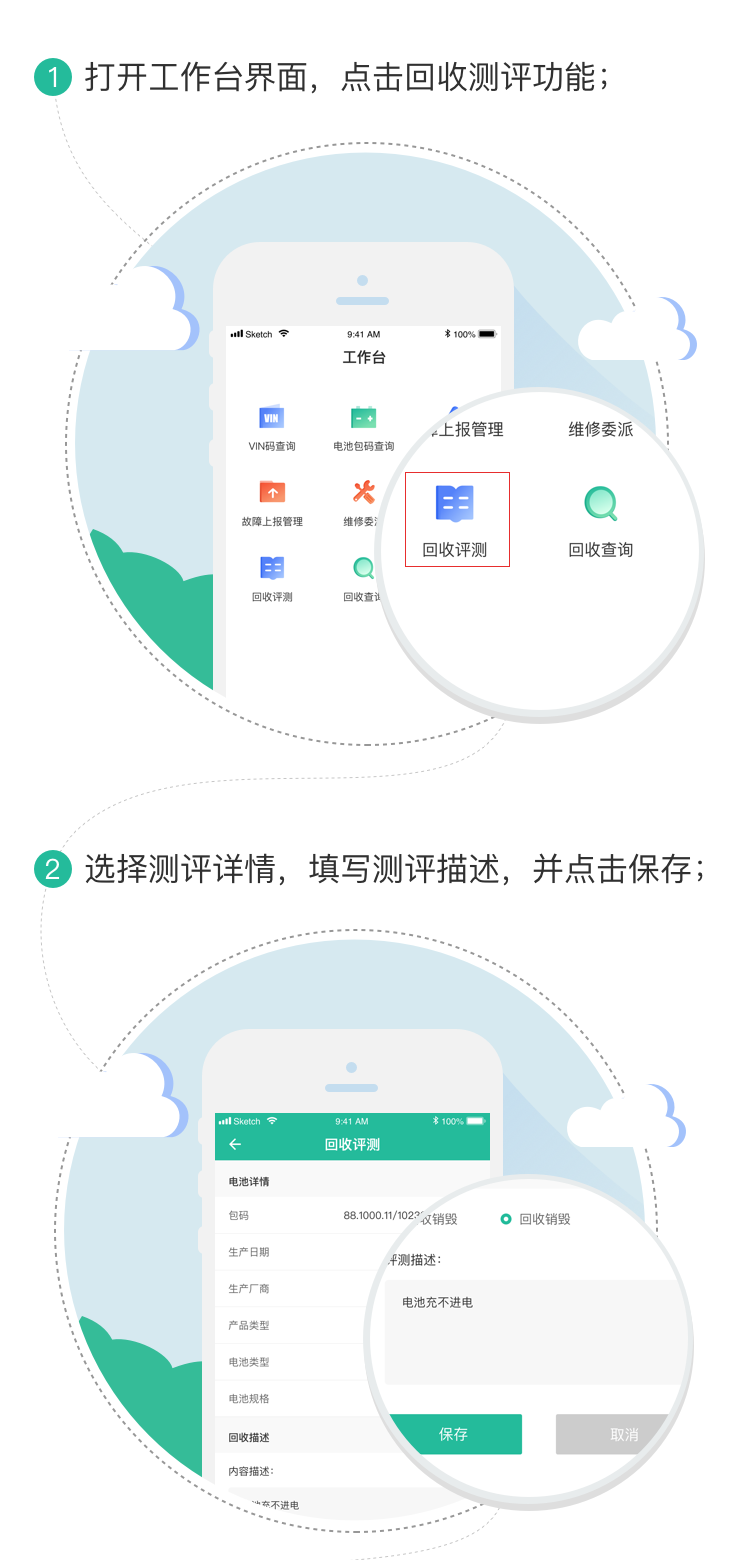 1 打开工作台界面，点击回收测评功能；
Sketch 9:41 AM 100%
工作台
VIN
VIN码查询 电池包码查询
上报管理 维修委派
故障上报管理 维修委
回收评测 回收查询
回收评测 回收查
2 选择测评详情，填写测评描述，并点击保存；
Sketch 9:41 AM 100%
回收评测
电池详情
包码 88.1000.11/1023
收销毁 回收销毁
生产日期
评测描述：
生产厂商
电池充不进电
产品类型
电池类型
电池规格
回收描述
保存 取消
内容描述：
池充不进电